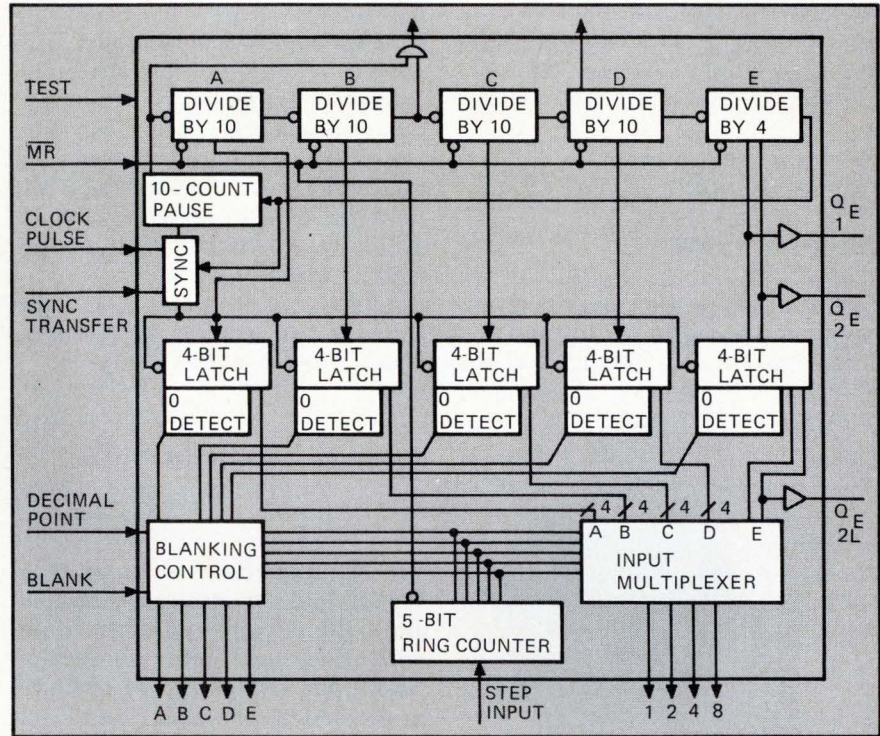 A B C D E
TEST
DIVIDE BY 10
DIVIDE BY 10
DIVIDE BY 10
DIVIDE BY 10
DIVIDE BY 4
MR
10-COUNT PAUSE
CLOCK PULSE
SYNC
SYNC TRANSFER
Q E 1
Q E 2
4-BIT LATCH
0 DETECT
4-BIT LATCH
0 DETECT
4-BIT LATCH
0 DETECT
4-BIT LATCH
0 DETECT
4-BIT LATCH
0 DETECT
Q E 2L
DECIMAL POINT
BLANK
BLANKING CONTROL
4 4 4 4
A B C D E
INPUT MULTIPLEXER
5 -BIT RING COUNTER
A B C D E
STEP INPUT
1 2 4 8